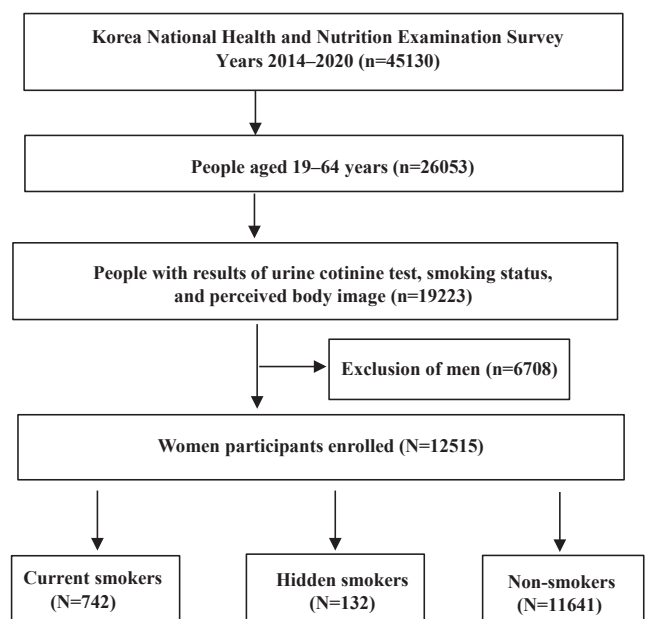 Korea National Health and Nutrition Examination Survey
Years 2014–2020 (n=45130)
People aged 19–64 years (n=26053)
People with results of urine cotinine test, smoking status,
and perceived body image (n=19223)
Exclusion of men (n=6708)
Women participants enrolled (N=12515)
Current smokers
(N=742)
Hidden smokers
(N=132)
Non-smokers
(N=11641)